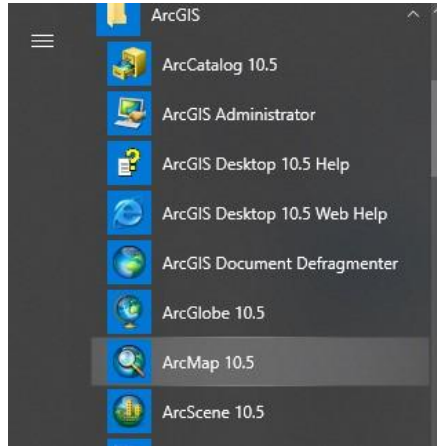 ArcGIS
ArcCatalog 10.5
ArcGIS Administrator
ArcGIS Desktop 10.5 Help
ArcGIS Desktop 10.5 Web Help
ArcGIS Document Defragmenter
ArcGlobe 10.5
ArcMap 10.5
ArcScene 10.5